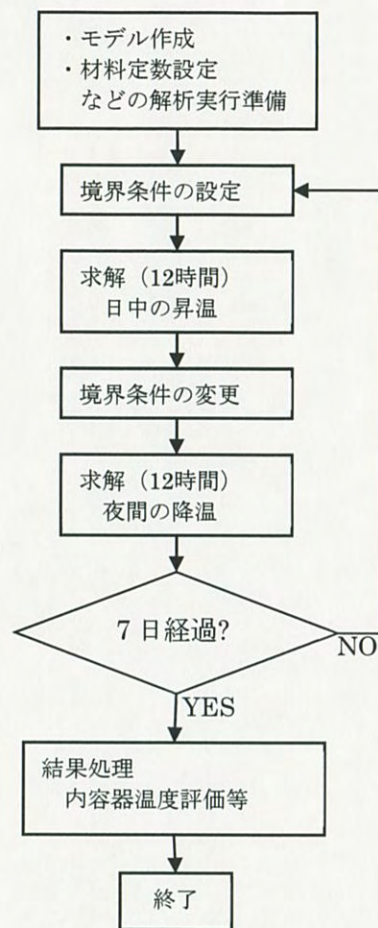 ・モデル作成
・材料定数設定
などの解析実行準備
境界条件の設定
求解（12時間）
日中の昇温
境界条件の変更
求解（12時間）
夜間の降温
7日経過?
NO
YES
結果処理
内容器温度評価等
終了